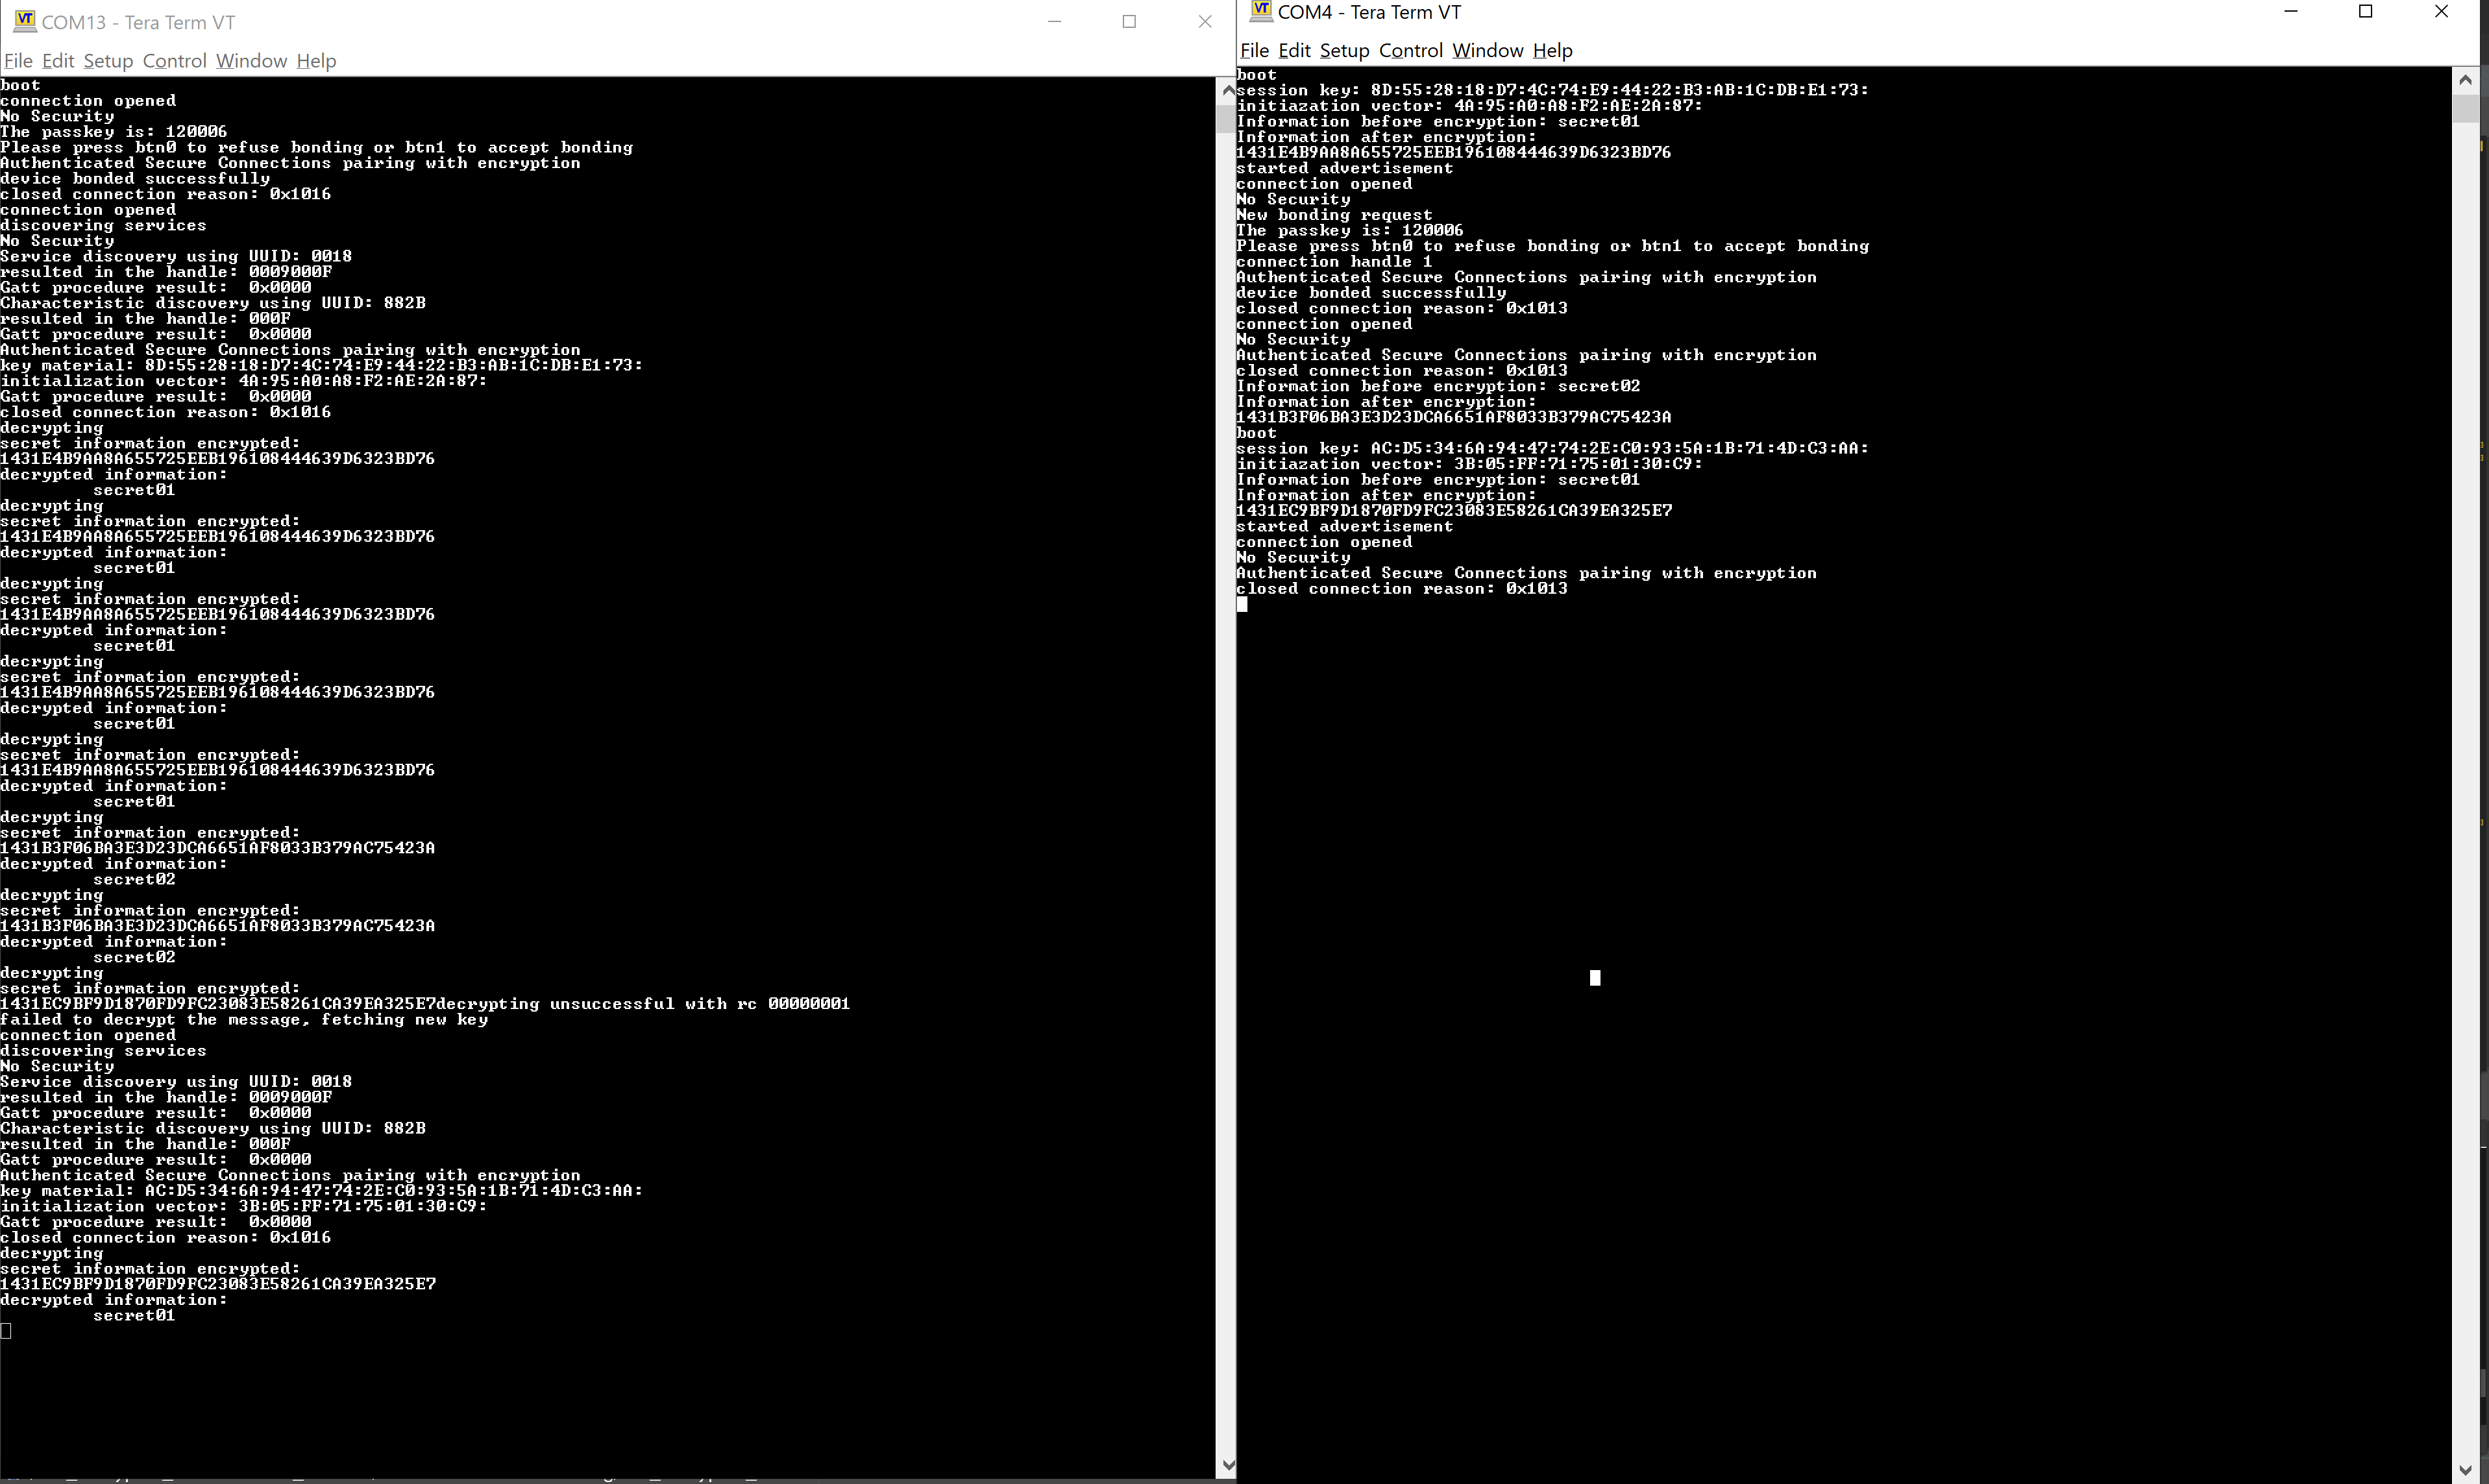 COM13 - Tera Term VT
File Edit Setup Control Window Help
boot
connection opened
No Security
The passkey is: 120006
Please press btn0 to refuse bonding or btn1 to accept bonding
Authenticated Secure Connections pairing with encryption
device bonded successfully
closed connection reason: 0x1016
connection opened
discovering services
No Security
Service discovery using UUID: 0018
resulted in the handle: 0009000F
Gatt procedure result:  0x0000
Characteristic discovery using UUID: 882B
resulted in the handle: 000F
Gatt procedure result:  0x0000
Authenticated Secure Connections pairing with encryption
key material: 8D:55:28:18:D7:4C:74:E9:44:22:B3:AB:1C:DB:E1:73:
initialization vector: 4A:95:A0:A8:F2:AE:2A:87:
Gatt procedure result:  0x0000
closed connection reason: 0x1016
decrypting
secret information encrypted:
1431E4B9AA8A655725EEB196108444639D6323BD76
decrypted information:
secret01
decrypting
secret information encrypted:
1431E4B9AA8A655725EEB196108444639D6323BD76
decrypted information:
secret01
decrypting
secret information encrypted:
1431E4B9AA8A655725EEB196108444639D6323BD76
decrypted information:
secret01
decrypting
secret information encrypted:
1431E4B9AA8A655725EEB196108444639D6323BD76
decrypted information:
secret01
decrypting
secret information encrypted:
1431E4B9AA8A655725EEB196108444639D6323BD76
decrypted information:
secret01
decrypting
secret information encrypted:
1431B3F06BA3E3D23DCA6651AF8033B379AC75423A
decrypted information:
secret02
decrypting
secret information encrypted:
1431B3F06BA3E3D23DCA6651AF8033B379AC75423A
decrypted information:
secret02
decrypting
secret information encrypted:
1431EC9BF9D1870FD9FC23083E58261CA39EA325E7decrypting unsuccessful with rc 00000001
failed to decrypt the message, fetching new key
connection opened
discovering services
No Security
Service discovery using UUID: 0018
resulted in the handle: 0009000F
Gatt procedure result:  0x0000
Characteristic discovery using UUID: 882B
resulted in the handle: 000F
Gatt procedure result:  0x0000
Authenticated Secure Connections pairing with encryption
key material: AC:D5:34:6A:94:47:74:2E:C0:93:5A:1B:71:4D:C3:AA:
initialization vector: 3B:05:FF:71:75:01:30:C9:
Gatt procedure result:  0x0000
closed connection reason: 0x1016
decrypting
secret information encrypted:
1431EC9BF9D1870FD9FC23083E58261CA39EA325E7
decrypted information:
secret01
COM4 - Tera Term VT
File Edit Setup Control Window Help
boot
session key: 8D:55:28:18:D7:4C:74:E9:44:22:B3:AB:1C:DB:E1:73:
initiazation vector: 4A:95:A0:A8:F2:AE:2A:87:
Information before encryption: secret01
Information after encryption:
1431E4B9AA8A655725EEB196108444639D6323BD76
started advertisement
connection opened
No Security
New bonding request
The passkey is: 120006
Please press btn0 to refuse bonding or btn1 to accept bonding
connection handle 1
Authenticated Secure Connections pairing with encryption
device bonded successfully
closed connection reason: 0x1013
connection opened
No Security
Authenticated Secure Connections pairing with encryption
closed connection reason: 0x1013
Information before encryption: secret02
Information after encryption:
1431B3F06BA3E3D23DCA6651AF8033B379AC75423A
boot
session key: AC:D5:34:6A:94:47:74:2E:C0:93:5A:1B:71:4D:C3:AA:
initiazation vector: 3B:05:FF:71:75:01:30:C9:
Information before encryption: secret01
Information after encryption:
1431EC9BF9D1870FD9FC23083E58261CA39EA325E7
started advertisement
connection opened
No Security
Authenticated Secure Connections pairing with encryption
closed connection reason: 0x1013